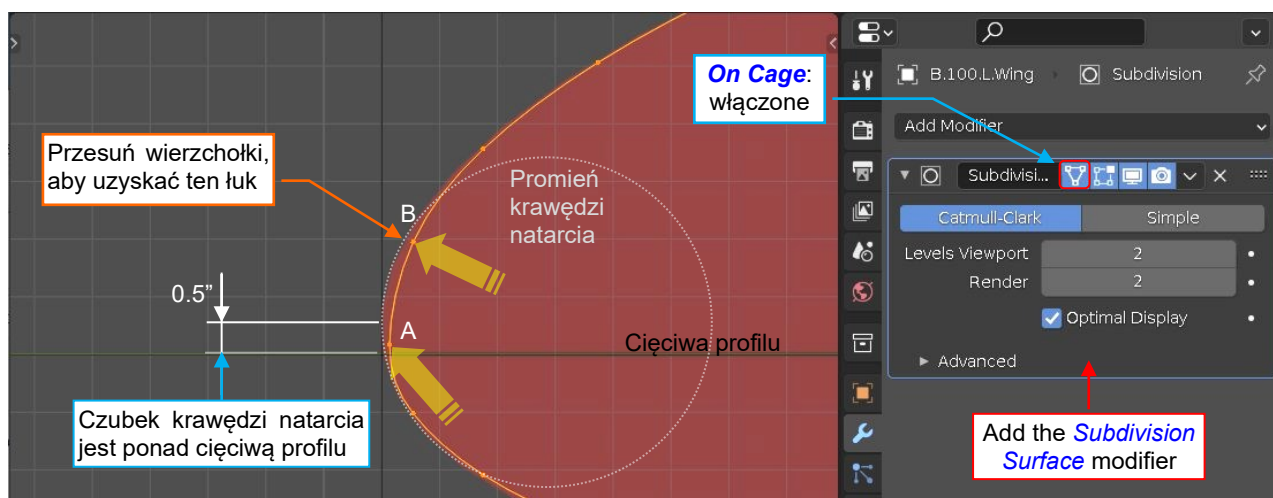 B.100.L.Wing
Subdivision
Add Modifier
Subdivisi...
Catmull-Clark
Simple
Levels Viewport
2
Render
2
Optimal Display
Advanced
On Cage:
włączone
Przesuń wierzchołki,
aby uzyskać ten łuk
Promień
krawędzi
natarcia
B
0.5”
A
Cięciwa profilu
Czubek krawędzi natarcia
jest ponad cięciwą profilu
Add the Subdivision
Surface modifier